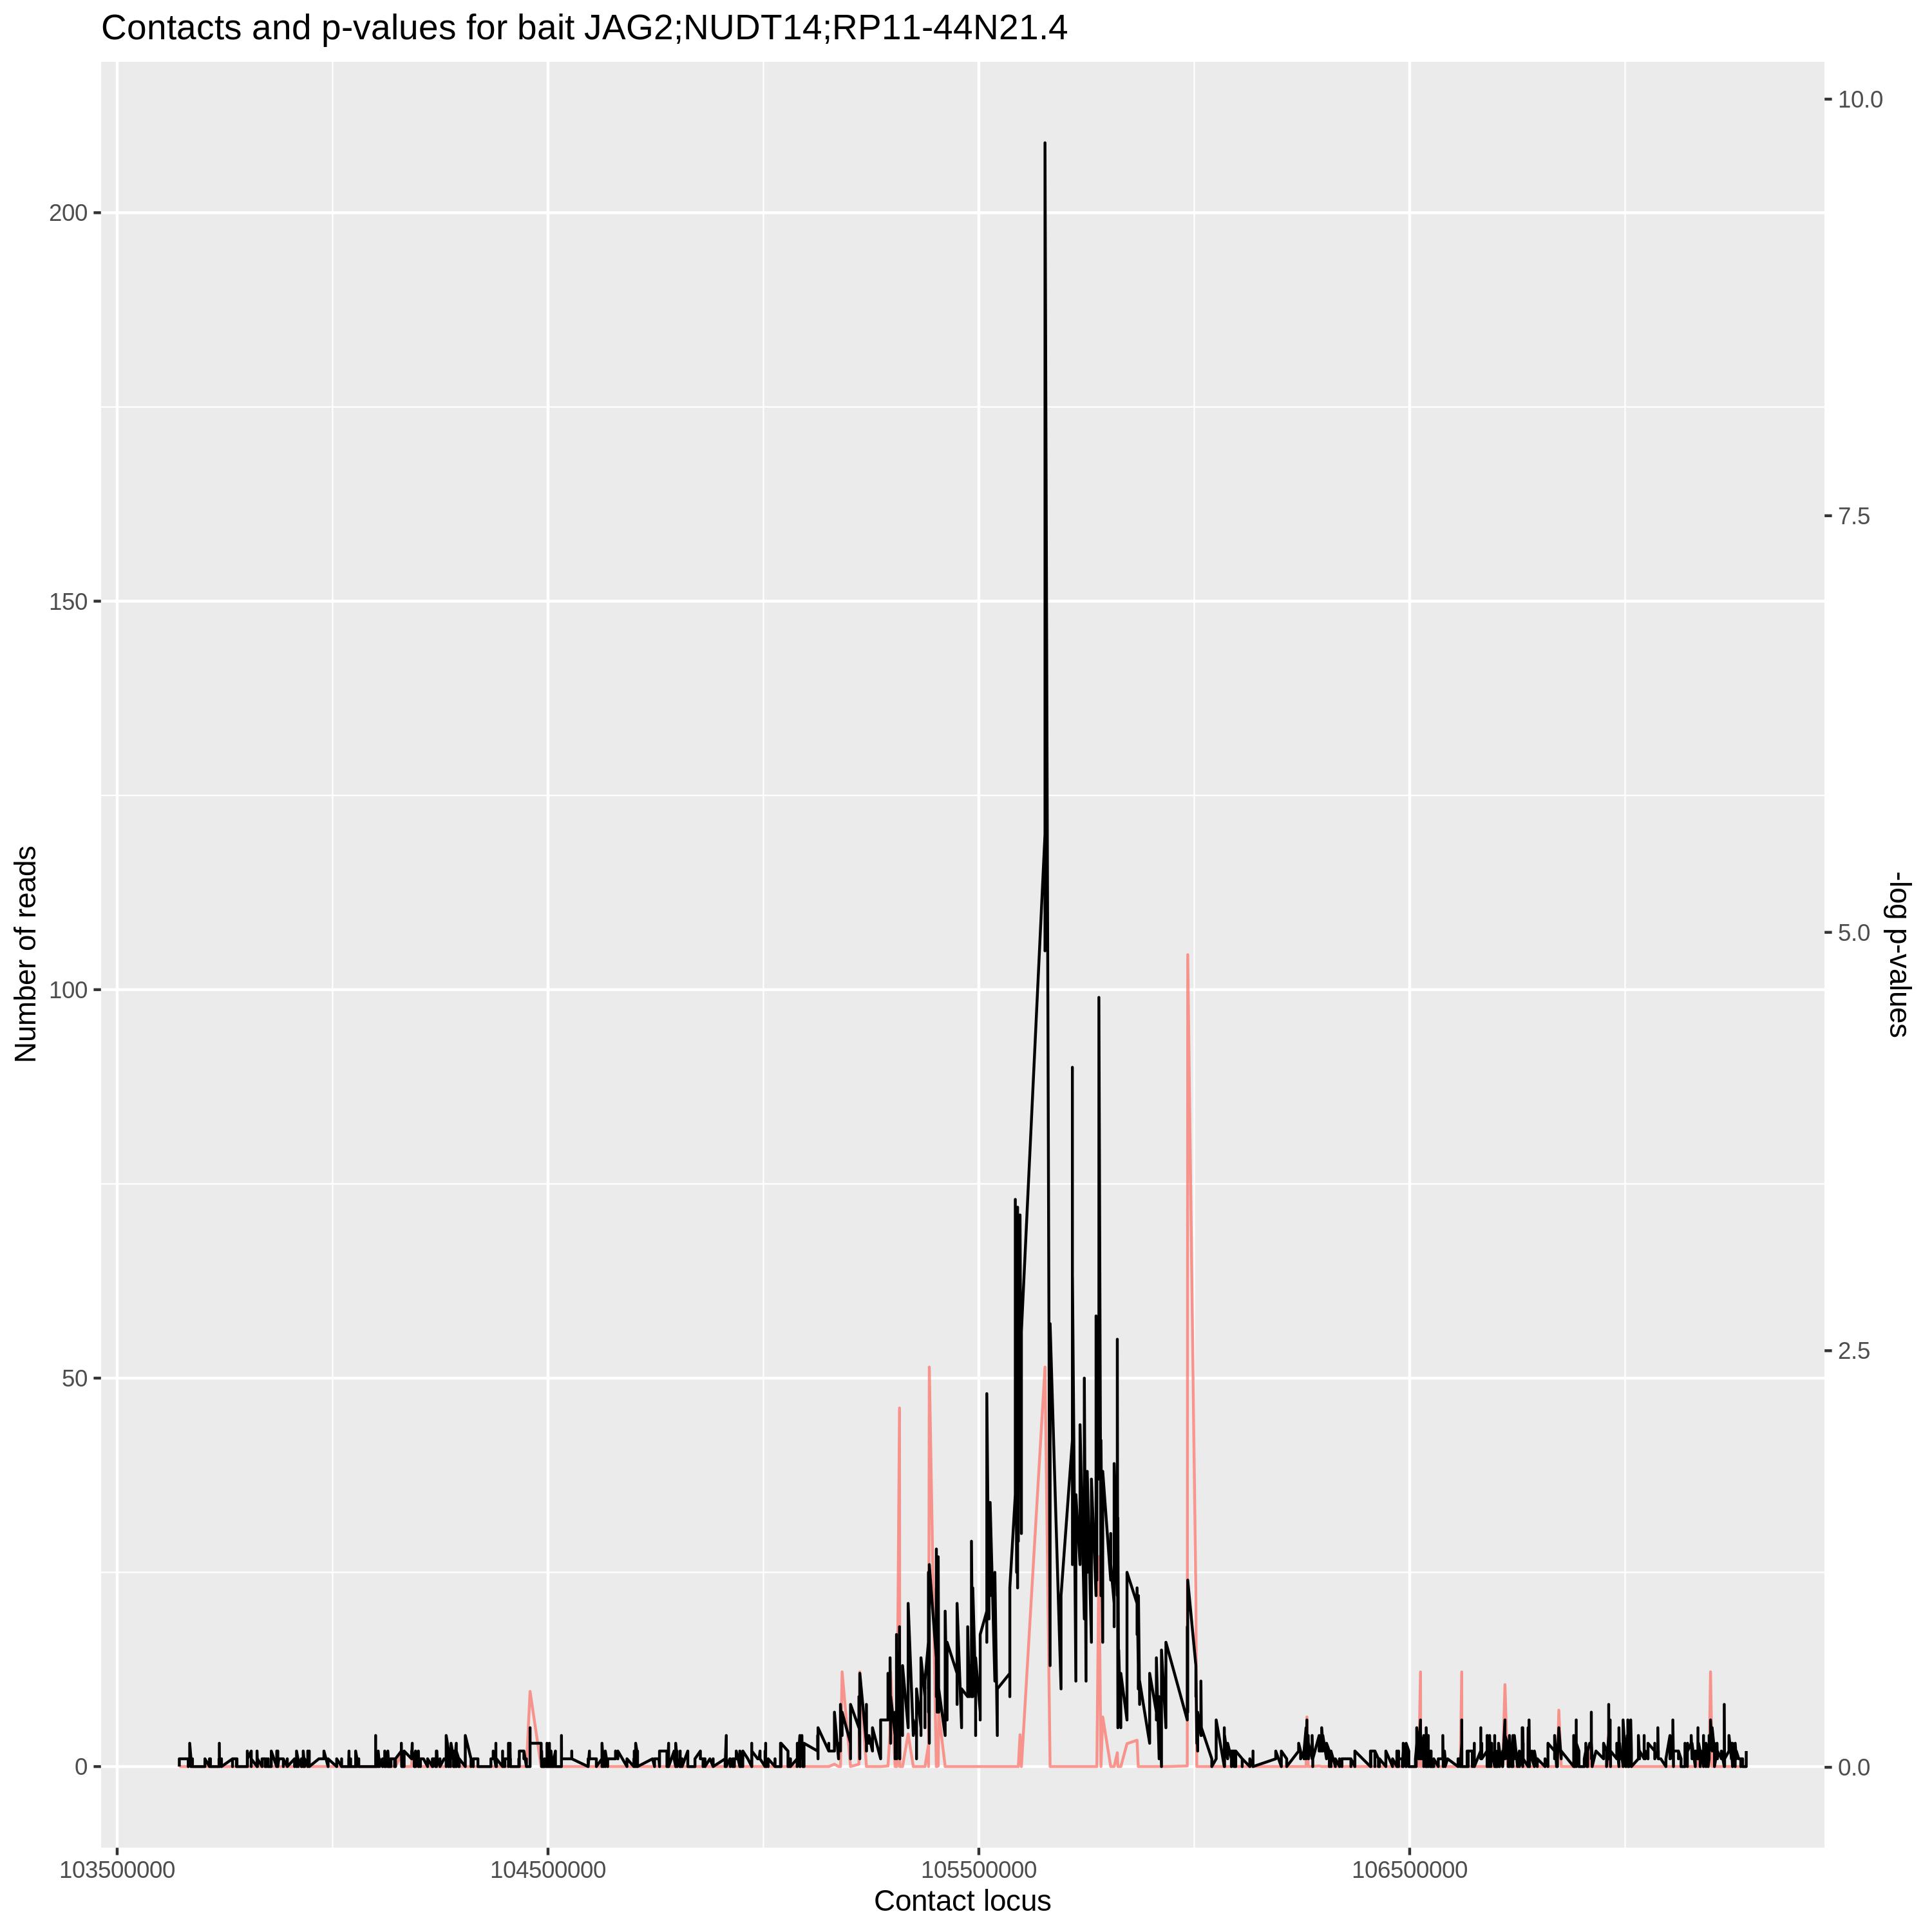 Contacts and p-values for bait JAG2;NUDT14;RP11-44N21.4
10.0
200
7.5
150
Number of reads
-log p-values
5.0
100
2.5
50
0
0.0
103500000 104500000 105500000 106500000
Contact locus